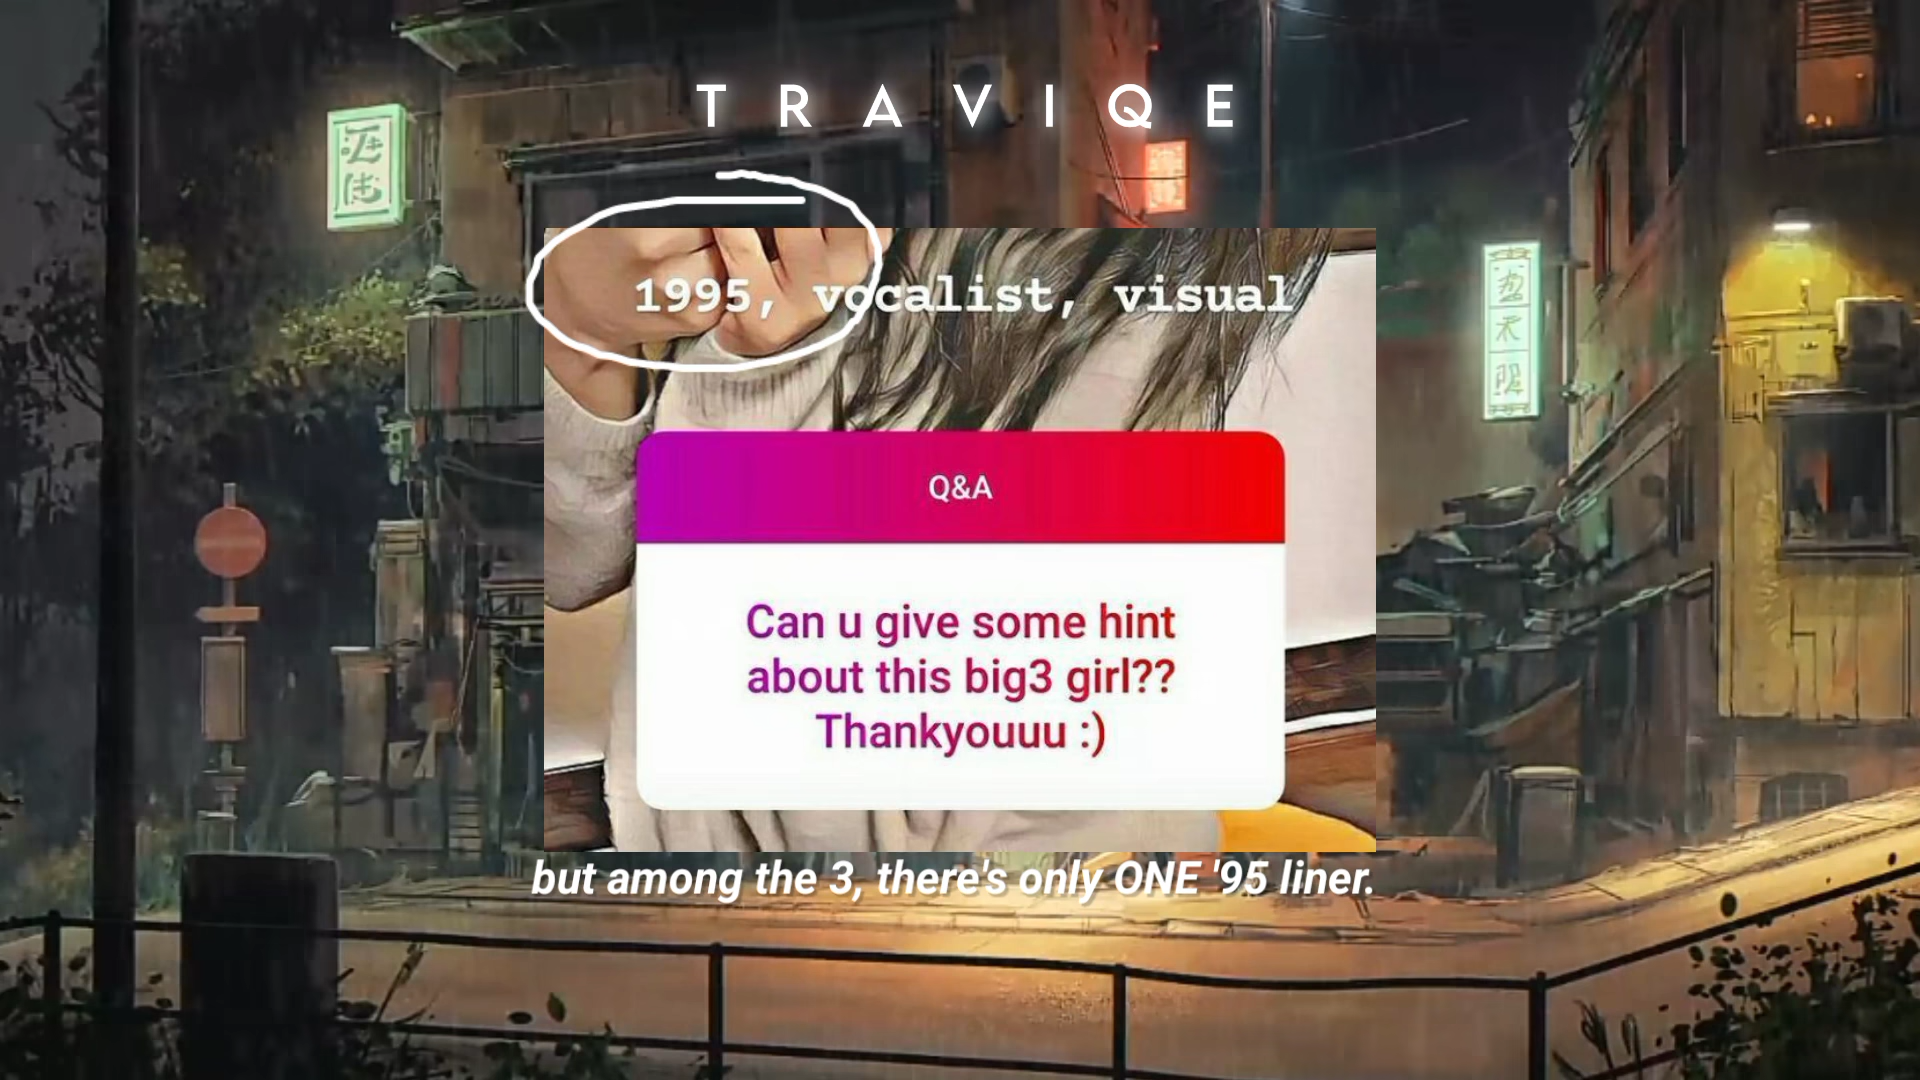 TRAVIQE
1995, vocalist, visual
Q&A
Can u give some hint
about this big3 girl??
Thankyouuu :)
but among the 3, there's only ONE '95 liner.